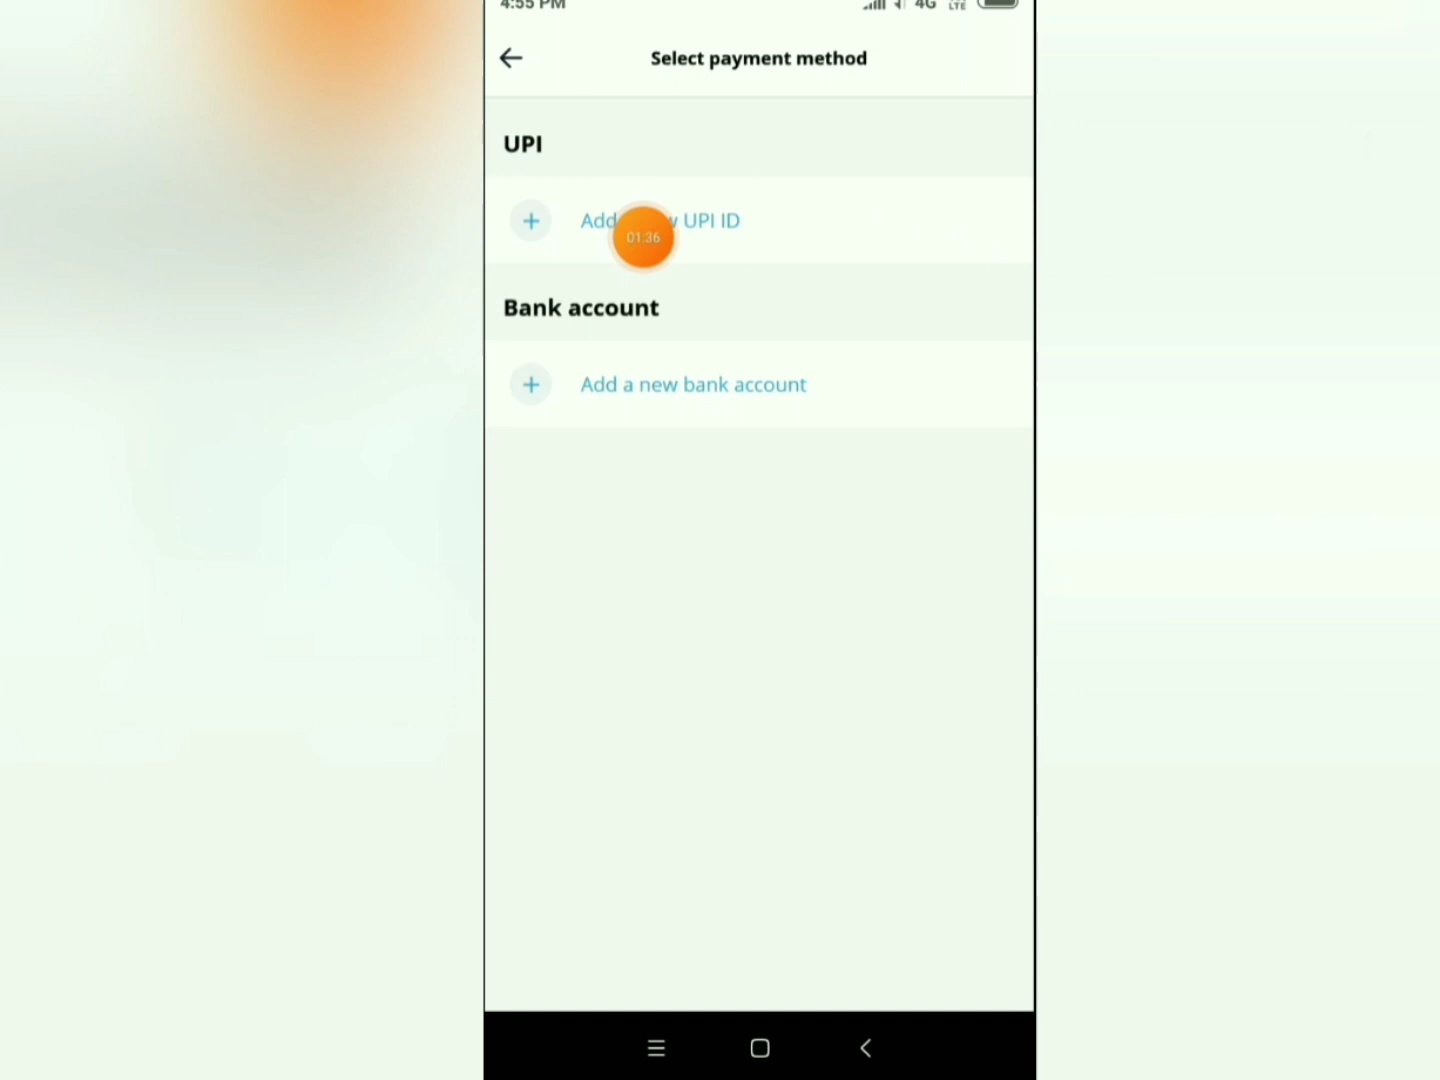 4:55 PM 4G LTE
Select payment method
UPI
Add UPI ID
01:36
Bank account
Add a new bank account